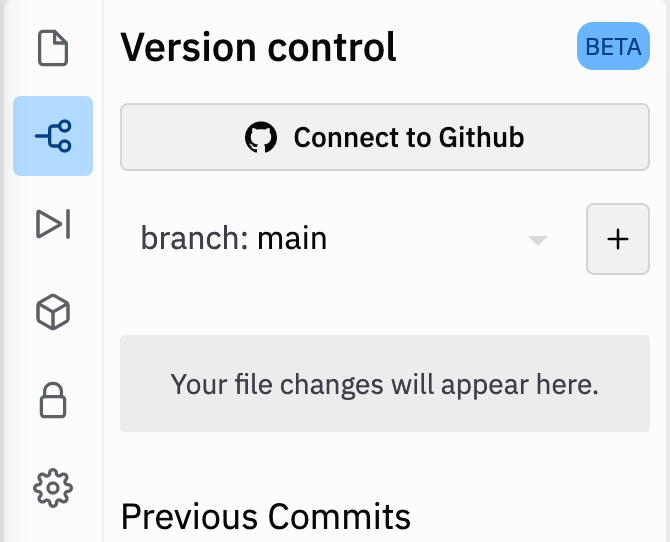 Version control
BETA
Connect to Github
branch: main
+
Your file changes will appear here.
Previous Commits